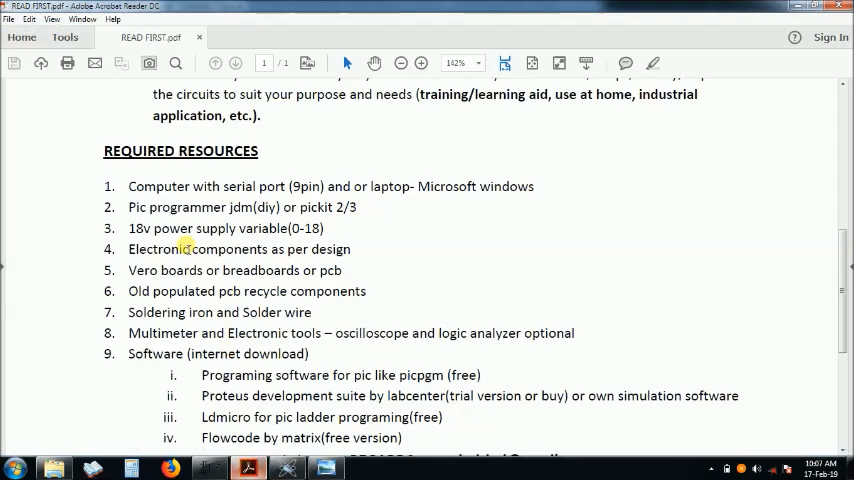 READ FIRST.pdf - Adobe Acrobat Reader DC
File Edit View Window Help
Home Tools READ FIRST.pdf × Sign In
1 / 1 142%
the circuits to suit your purpose and needs (training/learning aid, use at home, industrial
application, etc.).
REQUIRED RESOURCES
1. Computer with serial port (9pin) and or laptop- Microsoft windows
2. Pic programmer jdm(diy) or pickit 2/3
3. 18v power supply variable(0-18)
4. Electronic components as per design
5. Vero boards or breadboards or pcb
6. Old populated pcb recycle components
7. Soldering iron and Solder wire
8. Multimeter and Electronic tools – oscilloscope and logic analyzer optional
9. Software (internet download)
i. Programing software for pic like picpgm (free)
ii. Proteus development suite by labcenter(trial version or buy) or own simulation software
iii. Ldmicro for pic ladder programing(free)
iv. Flowcode by matrix(free version)
10:07 AM
17-Feb-19